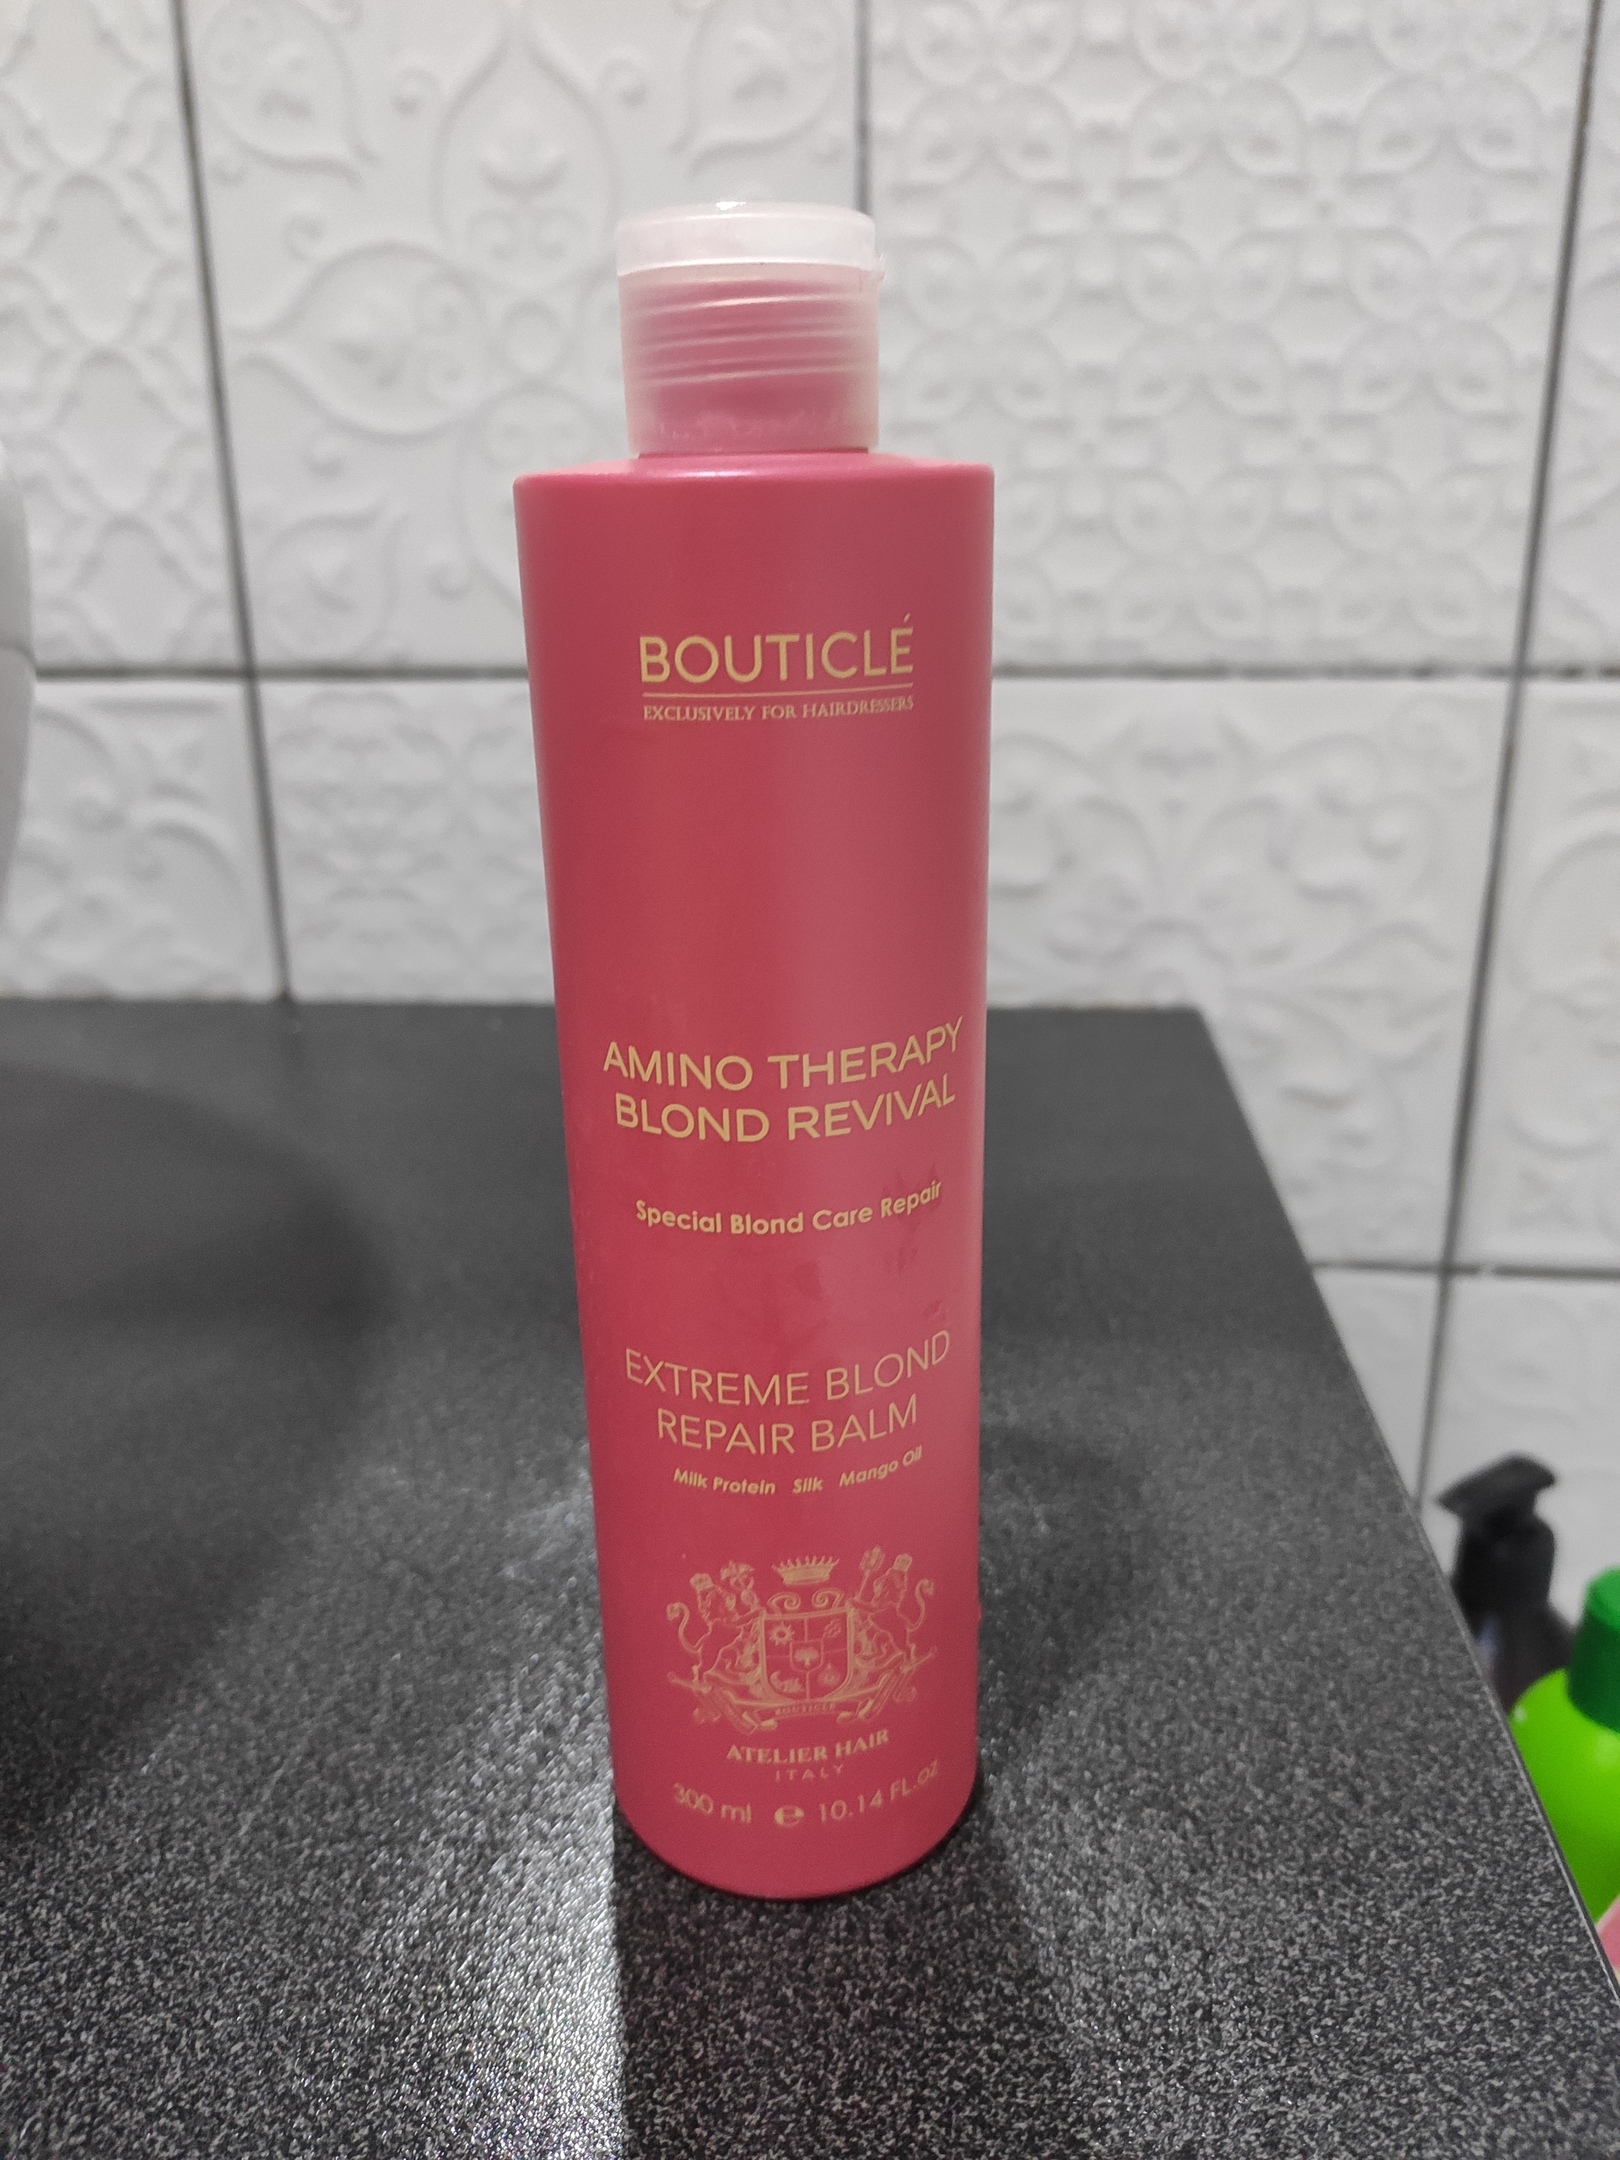 BOUTICLÉ
EXCLUSIVELY FOR HAIRDRESSERS
AMINO THERAPY
BLOND REVIVAL
Special Blond Care Repair
EXTREME BLOND
REPAIR BALM
Milk Protein Silk Mango Oil
BOUTICLÉ
ATELIER HAIR
ITALY
300 ml e 10.14 FL.oz